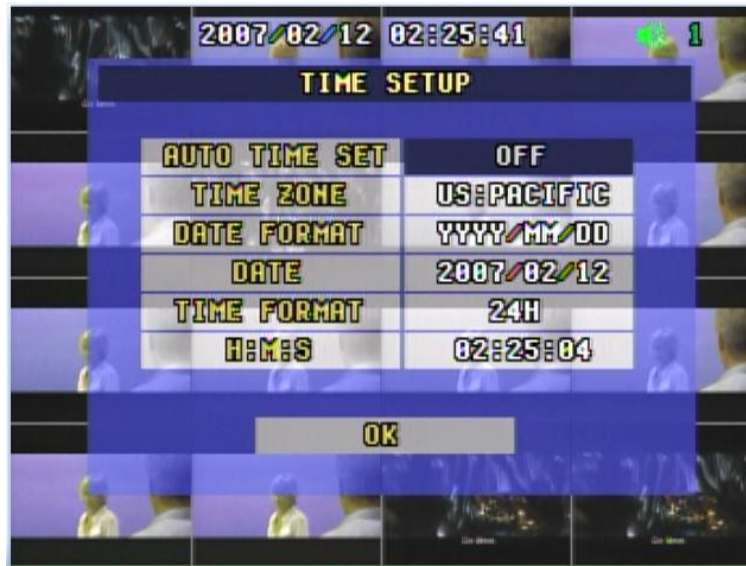 2007/02/12 02:25:41 1
TIME SETUP
AUTO TIME SET OFF
TIME ZONE US:PACIFIC
DATE FORMAT YYYY/MM/DD
DATE 2007/02/12
TIME FORMAT 24H
H:M:S 02:25:04
OK